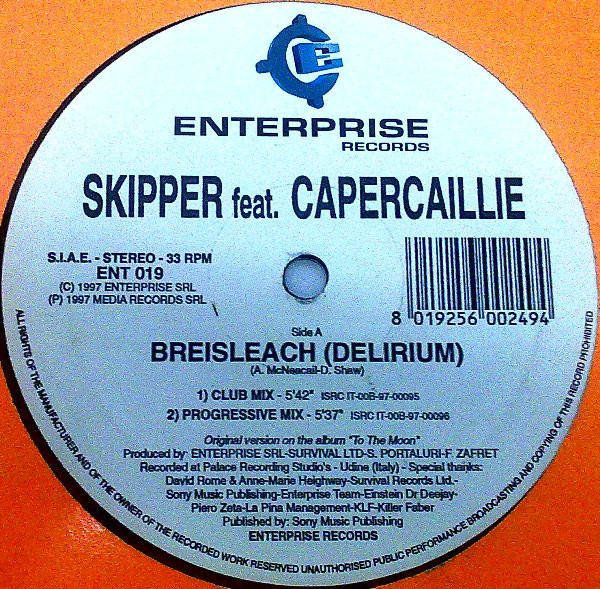 E
ENTERPRISE
RECORDS
SKIPPER feat. CAPERCAILLIE
S.I.A.E. - STEREO - 33 RPM
ENT 019
(C) 1997 ENTERPRISE SRL
(P) 1997 MEDIA RECORDS SRL
8 019256 002494
Side A
BREISLEACH (DELIRIUM)
(A. McNeacail-D. Shaw)
1) CLUB MIX - 5'42" ISRC IT-00B-97-00095
2) PROGRESSIVE MIX - 5'37" ISRC IT-00B-97-00096
Original version on the album "To The Moon"
Produced by: ENTERPRISE SRL-SURVIVAL LTD-S. PORTALURI-F. ZAFRET
Recorded at Palace Recording Studio's - Udine (Italy) - Special thanks:
David Rome & Anne-Marie Heighway-Survival Records Ltd.-
Sony Music Publishing-Enterprise Team-Einstein Dr Deejay-
Piero Zeta-La Pina Management-KLF-Killer Faber
Published by: Sony Music Publishing
ENTERPRISE RECORDS
ALL RIGHTS OF THE MANUFACTURER AND OF THE OWNER OF THE RECORDED WORK RESERVED UNAUTHORISED PUBLIC PERFORMANCE BROADCASTING AND COPYING OF THIS RECORD PROHIBITED